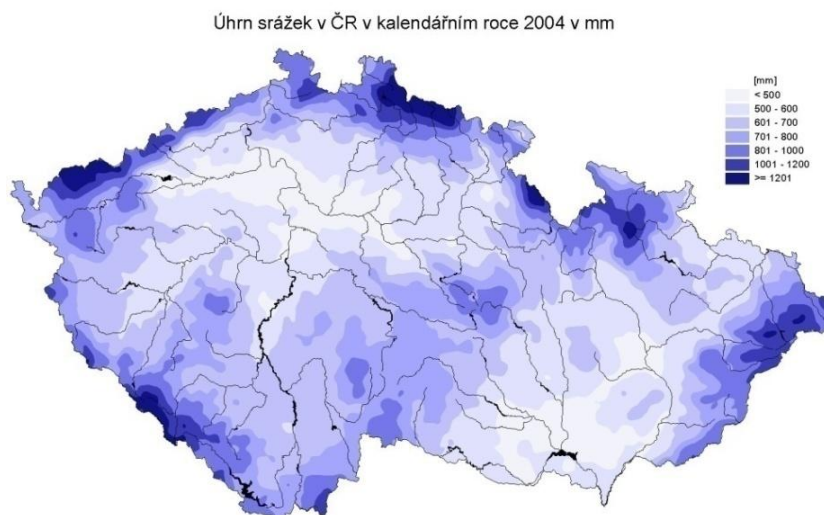 Úhrn srážek v ČR v kalendářním roce 2004 v mm
[mm]
< 500
500 - 600
601 - 700
701 - 800
801 - 1000
1001 - 1200
>= 1201